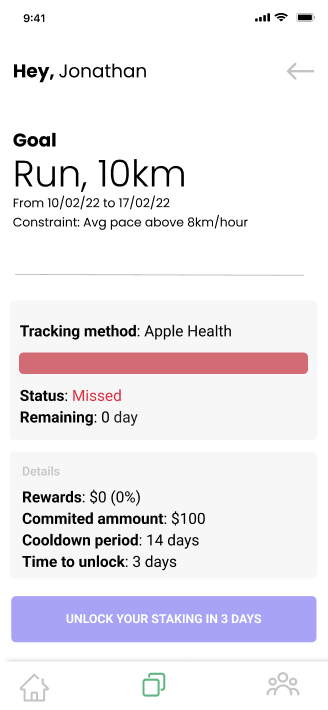 9:41
Hey, Jonathan
Goal
Run, 10km
From 10/02/22 to 17/02/22
Constraint: Avg pace above 8km/hour
Tracking method: Apple Health
Status: Missed
Remaining: 0 day
Details
Rewards: $0 (0%)
Commited ammount: $100
Cooldown period: 14 days
Time to unlock: 3 days
UNLOCK YOUR STAKING IN 3 DAYS